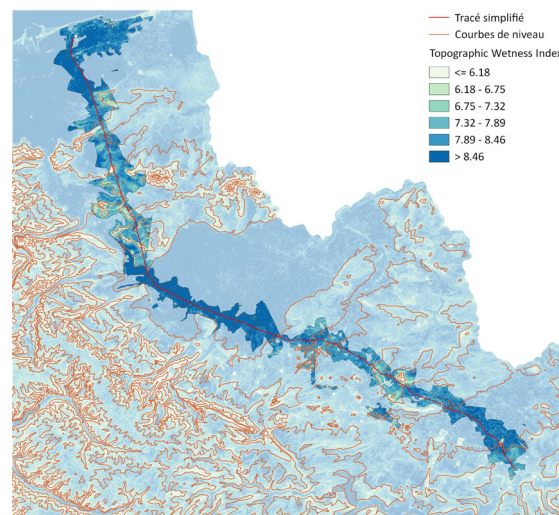 Tracé simplifié
Courbes de niveau
Topographic Wetness Index
<= 6.18
6.18 - 6.75
6.75 - 7.32
7.32 - 7.89
7.89 - 8.46
> 8.46